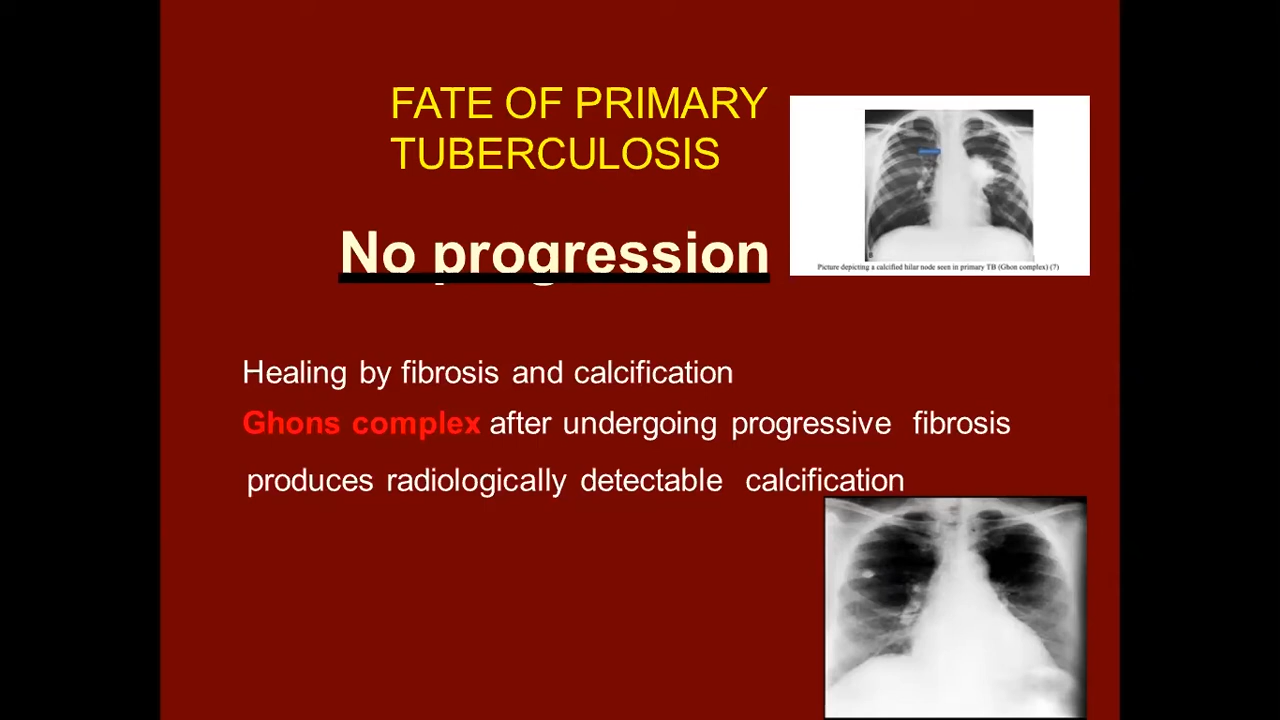 FATE OF PRIMARY
TUBERCULOSIS
No progression
Picture depicting a calcified hilar node seen in primary TB (Ghon complex) (7)
Healing by fibrosis and calcification
Ghons complex after undergoing progressive fibrosis
produces radiologically detectable calcification